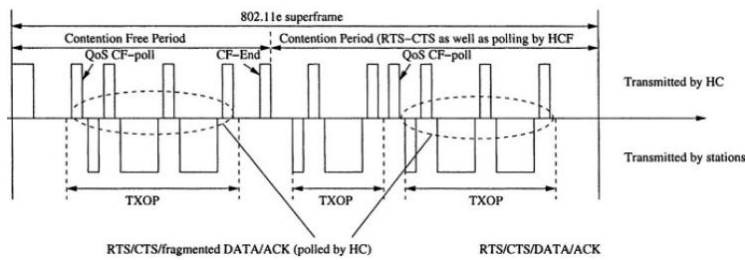 802.11e superframe
Contention Free Period
Contention Period (RTS-CTS as well as polling by HCF
QoS CF-poll
CF-End
QoS CF-poll
Transmitted by HC
Transmitted by stations
TXOP
TXOP
TXOP
RTS/CTS/fragmented DATA/ACK (polled by HC)
RTS/CTS/DATA/ACK